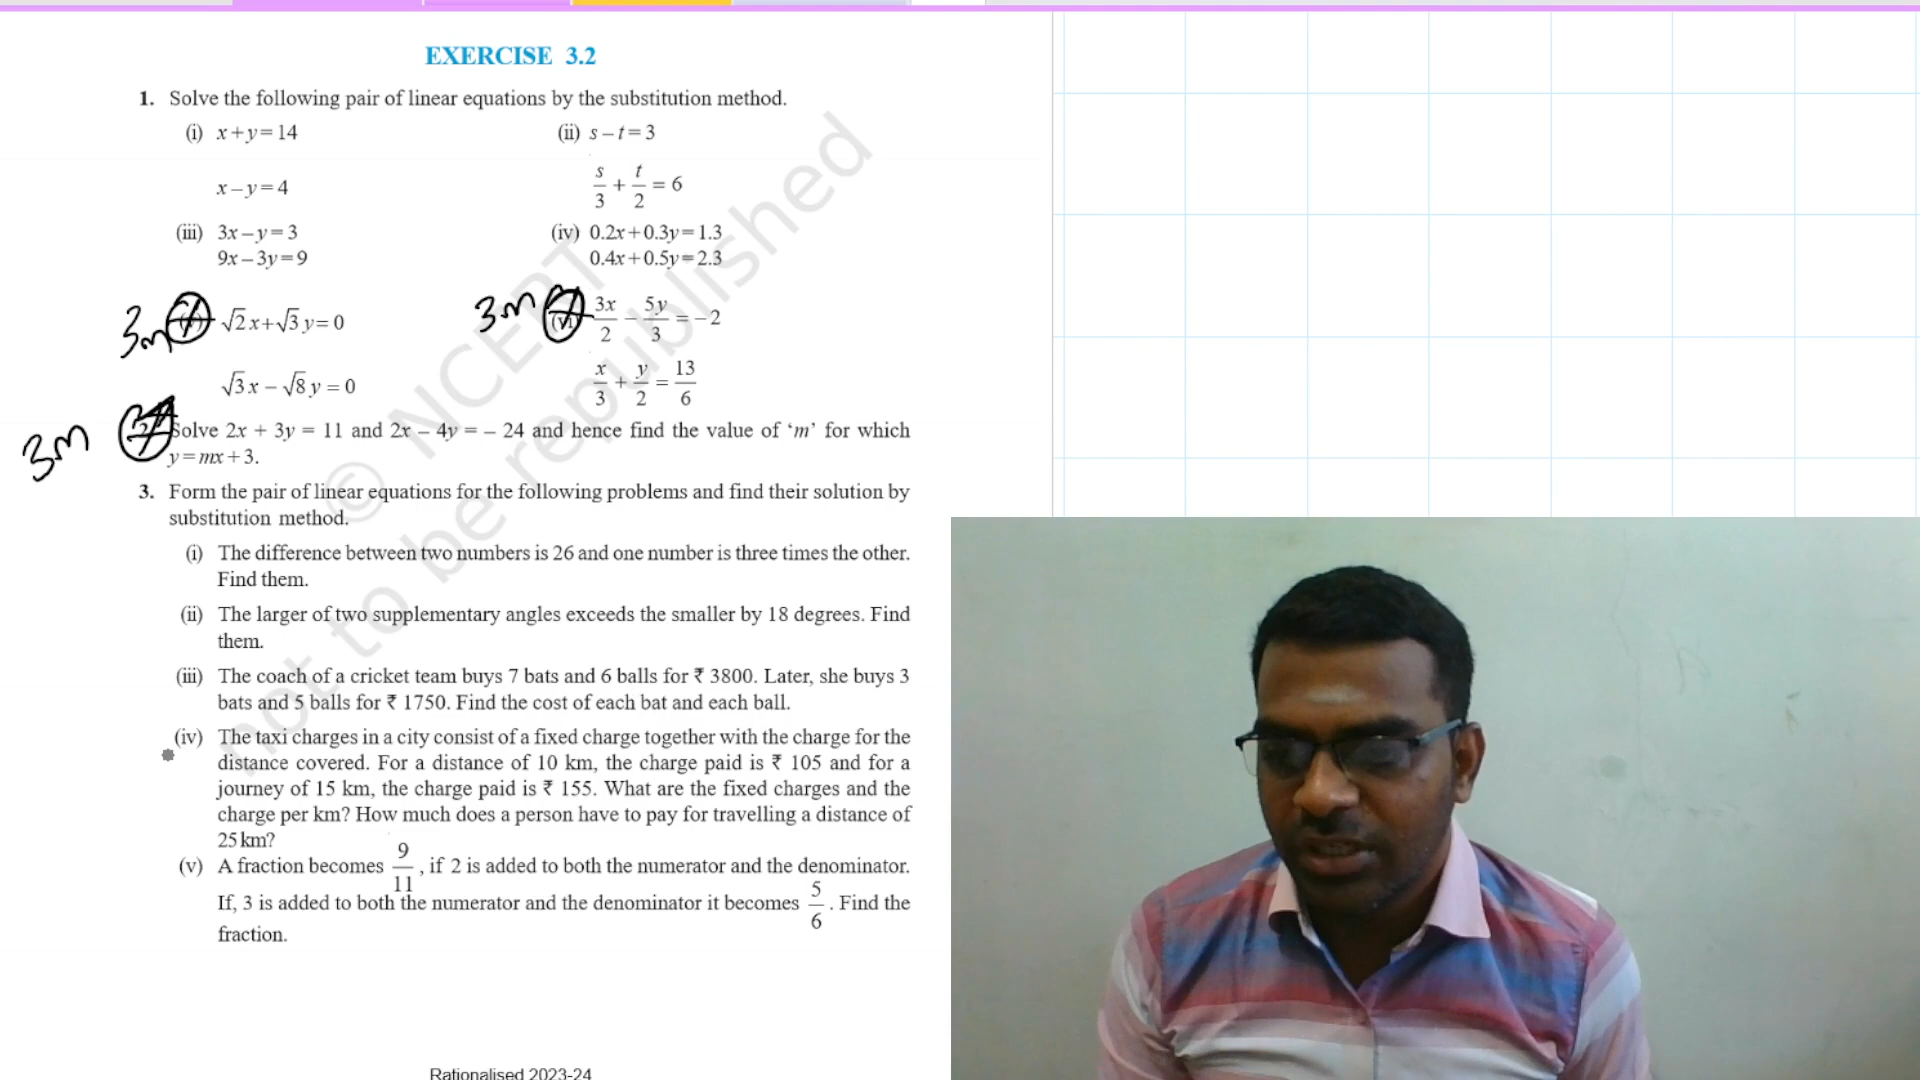 EXERCISE 3.2
1. Solve the following pair of linear equations by the substitution method.
(i) x + y = 14
(ii) s – t = 3
x – y = 4
s/3 + t/2 = 6
(iii) 3x – y = 3
(iv) 0.2x + 0.3y = 1.3
9x – 3y = 9
0.4x + 0.5y = 2.3
3m √2 x + √3 y = 0
3m (vi) 3x/2 – 5y/3 = – 2
√3 x – √8 y = 0
x/3 + y/2 = 13/6
3m Solve 2x + 3y = 11 and 2x – 4y = – 24 and hence find the value of ‘m’ for which
y = mx + 3.
3. Form the pair of linear equations for the following problems and find their solution by
substitution method.
(i) The difference between two numbers is 26 and one number is three times the other.
Find them.
(ii) The larger of two supplementary angles exceeds the smaller by 18 degrees. Find
them.
(iii) The coach of a cricket team buys 7 bats and 6 balls for ₹ 3800. Later, she buys 3
bats and 5 balls for ₹ 1750. Find the cost of each bat and each ball.
(iv) The taxi charges in a city consist of a fixed charge together with the charge for the
distance covered. For a distance of 10 km, the charge paid is ₹ 105 and for a
journey of 15 km, the charge paid is ₹ 155. What are the fixed charges and the
charge per km? How much does a person have to pay for travelling a distance of
25 km?
(v) A fraction becomes 9/11, if 2 is added to both the numerator and the denominator.
If, 3 is added to both the numerator and the denominator it becomes 5/6. Find the
fraction.
© NCERT
not to be republished
Rationalised 2023-24